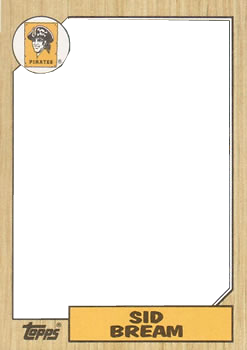 PIRATES ®
topps ®
SID
BREAM